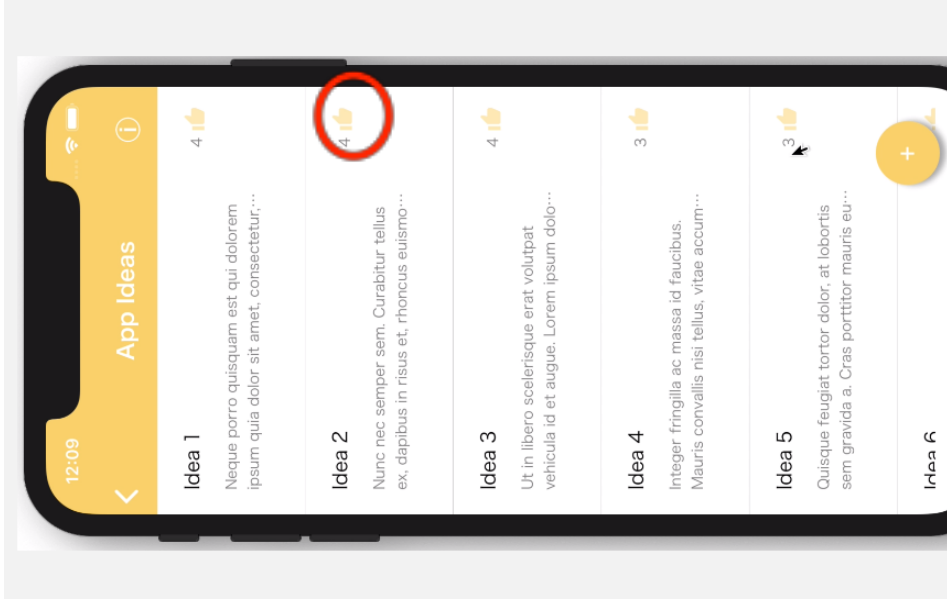 12:09
App Ideas
Idea 1
4
Neque porro quisquam est qui dolorem
ipsum quia dolor sit amet, consectetur,…
Idea 2
4
Nunc nec semper sem. Curabitur tellus
ex, dapibus in risus et, rhoncus euismo…
Idea 3
4
Ut in libero scelerisque erat volutpat
vehicula id et augue. Lorem ipsum dolo…
Idea 4
3
Integer fringilla ac massa id faucibus.
Mauris convallis nisi tellus, vitae accum…
Idea 5
3
Quisque feugiat tortor dolor, at lobortis
sem gravida a. Cras porttitor mauris eu…
Idea 6
+